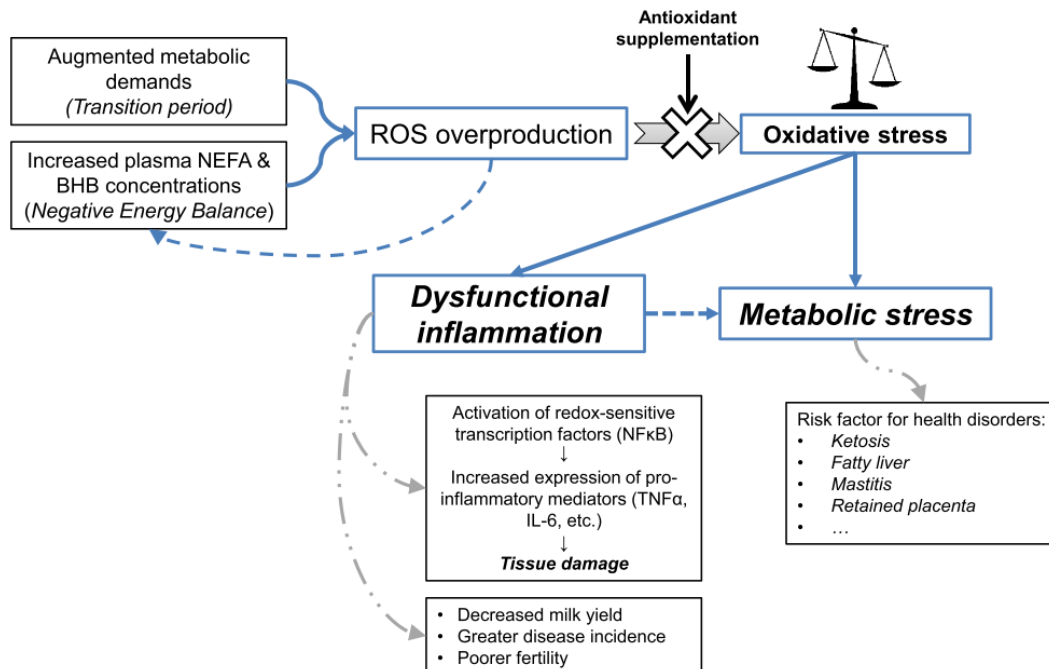 Antioxidant
supplementation
Augmented metabolic
demands
(Transition period)
ROS overproduction
Oxidative stress
Increased plasma NEFA &
BHB concentrations
(Negative Energy Balance)
Dysfunctional
inflammation
Metabolic stress
Activation of redox-sensitive
transcription factors (NFκB)
↓
Increased expression of pro-
inflammatory mediators (TNFα,
IL-6, etc.)
↓
Tissue damage
Risk factor for health disorders:
• Ketosis
• Fatty liver
• Mastitis
• Retained placenta
• …
• Decreased milk yield
• Greater disease incidence
• Poorer fertility